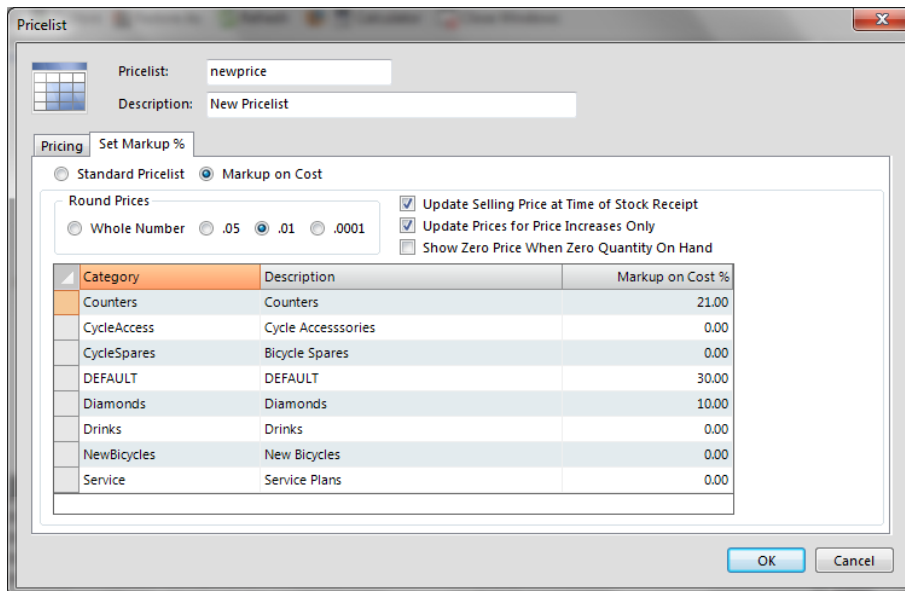 Pricelist
Pricelist: newprice
Description: New Pricelist
Pricing Set Markup %
Standard Pricelist Markup on Cost
Round Prices
Whole Number .05 .01 .0001
Update Selling Price at Time of Stock Receipt
Update Prices for Price Increases Only
Show Zero Price When Zero Quantity On Hand
Category Description Markup on Cost %
Counters Counters 21.00
CycleAccess Cycle Accesssories 0.00
CycleSpares Bicycle Spares 0.00
DEFAULT DEFAULT 30.00
Diamonds Diamonds 10.00
Drinks Drinks 0.00
NewBicycles New Bicycles 0.00
Service Service Plans 0.00
OK Cancel